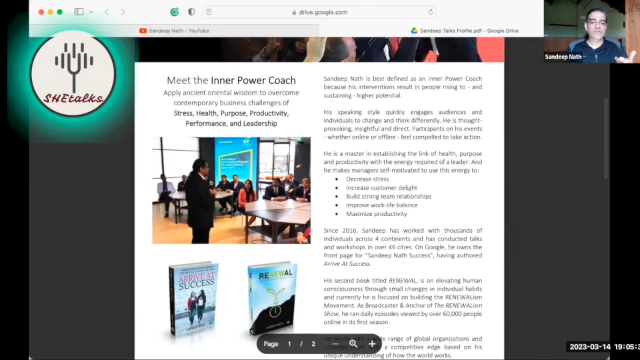 drive.google.com
Sandeep Nath - YouTube
Sandeep Talks Profile.pdf - Google Drive
SHEtalks
Sandeep Nath
Meet the Inner Power Coach
Apply ancient oriental wisdom to overcome
contemporary business challenges of
Stress, Health, Purpose, Productivity,
Performance, and Leadership
ARRIVE AT
SUCCESS
RENEWAL
Sandeep Nath is best defined as an Inner Power Coach
because his interventions result in people rising to - and
sustaining - higher potential.
His speaking style quickly engages audiences and
individuals to change and think differently. He is thought-
provoking, insightful and direct. Participants on his events
- whether online or offline - feel compelled to take action.
He is a master in establishing the link of health, purpose
and productivity with the energy required of a leader. And
he makes managers self-motivated to use this energy to:
• Decrease stress
• Increase customer delight
• Build strong team relationships
• Improve work-life balance
• Maximize productivity
Since 2016, Sandeep has worked with thousands of
individuals across 4 continents and has conducted talks
and workshops in over 46 cities. On Google, he owns the
front page for "Sandeep Nath Success", having authored
Arrive At Success.
His second book titled RENEWAL, is on elevating human
consciousness through small changes in individual habits
and currently he is focused on building the RENEWALism
Movement. As Broadcaster & Anchor of The RENEWALism
Show, he ran daily episodes viewed by over 60,000 people
online in its first season.
range of global organizations and
a competitive edge based on his
unique understanding of how the world works.
Page 1 / 2
2023-03-14 19:05:3